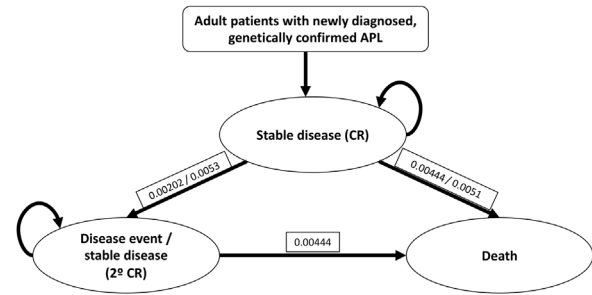 Adult patients with newly diagnosed,
genetically confirmed APL
Stable disease (CR)
0.00202 / 0.0053
0.00444 / 0.0051
Disease event /
stable disease
(2º CR)
0.00444
Death